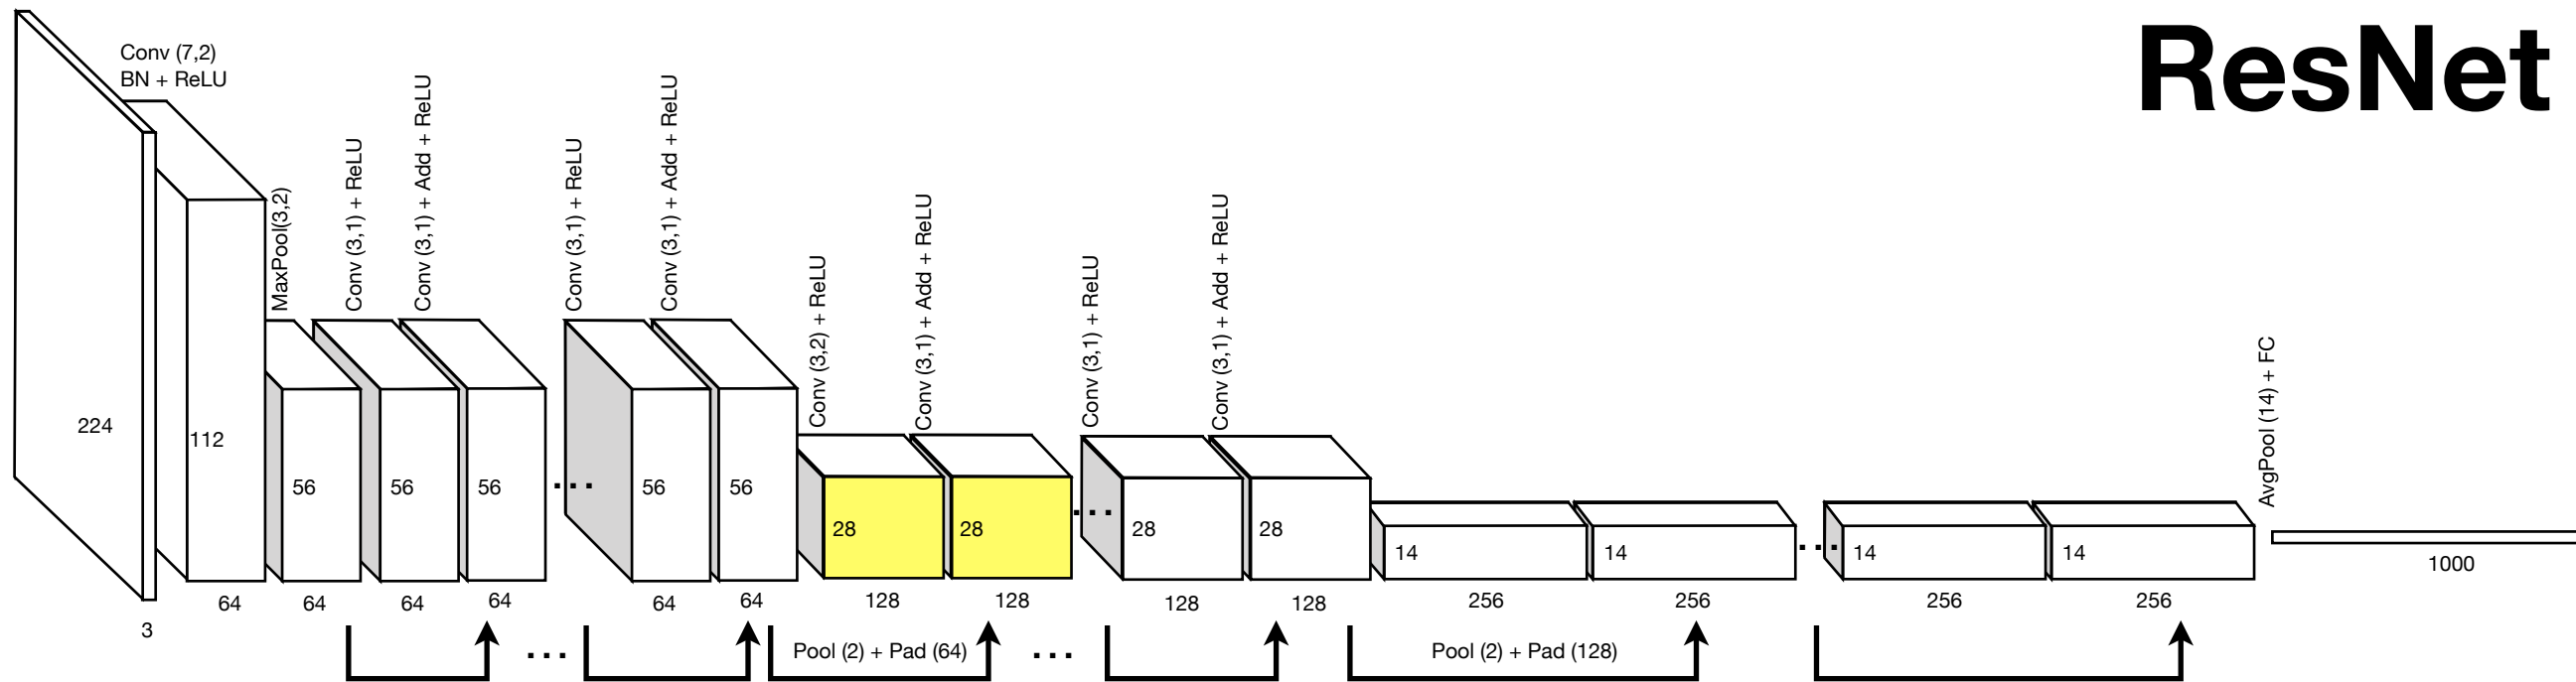 ResNet
Conv (7,2)
BN + ReLU
MaxPool(3,2)
Conv (3,1) + ReLU
Conv (3,1) + Add + ReLU
Conv (3,1) + ReLU
Conv (3,1) + Add + ReLU
Conv (3,2) + ReLU
Conv (3,1) + Add + ReLU
Conv (3,1) + ReLU
Conv (3,1) + Add + ReLU
AvgPool (14) + FC
224
112
56
56
56
...
56
56
28
28
...
28
28
14
14
...
14
14
3
64
64
64
64
64
64
128
128
128
128
256
256
256
256
1000
...
Pool (2) + Pad (64)
...
Pool (2) + Pad (128)